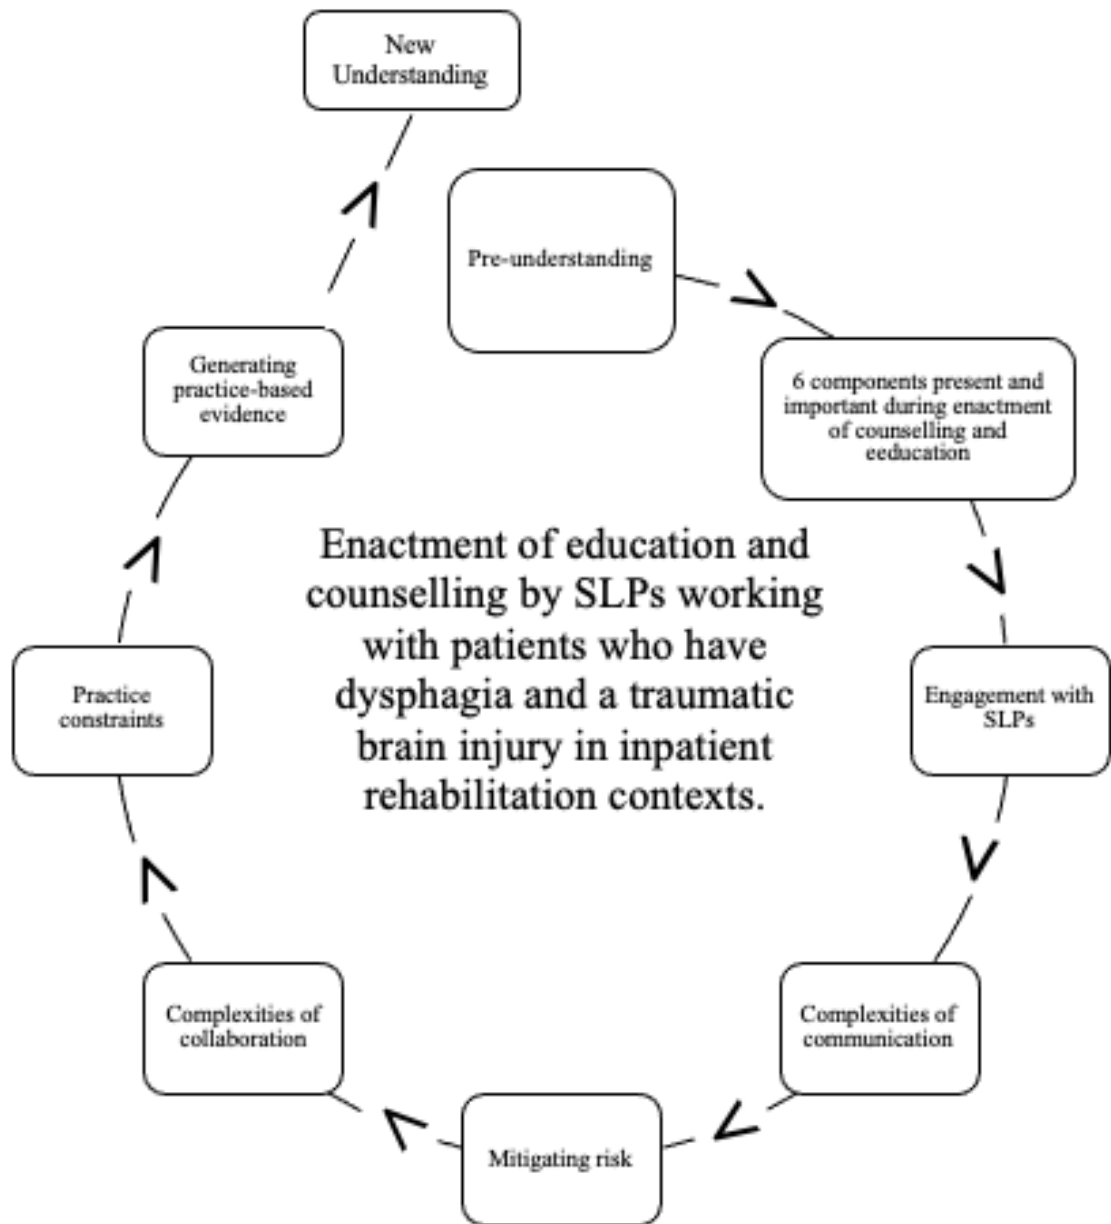 New
Understanding
Pre-understanding
6 components present and
important during enactment
of counselling and
eeducation
Engagement with
SLPs
Complexities of
communication
Mitigating risk
Complexities of
collaboration
Practice
constraints
Generating
practice-based
evidence
Enactment of education and
counselling by SLPs working
with patients who have
dysphagia and a traumatic
brain injury in inpatient
rehabilitation contexts.